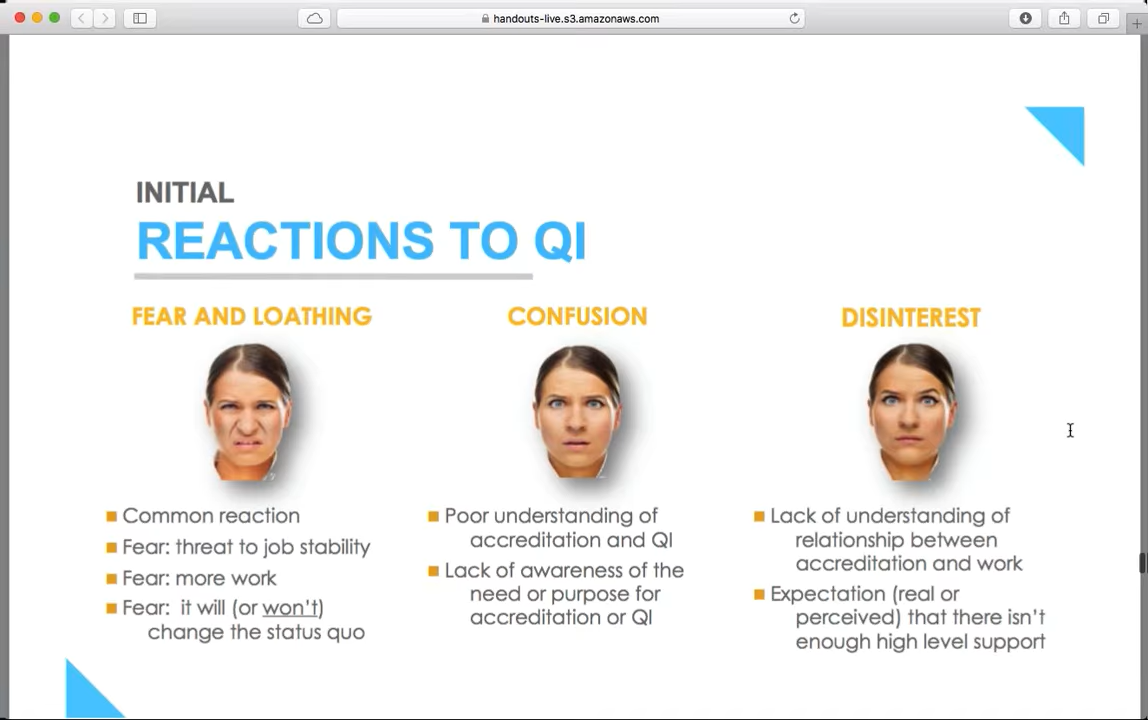 handouts-live.s3.amazonaws.com
INITIAL
REACTIONS TO QI
FEAR AND LOATHING
Common reaction
Fear: threat to job stability
Fear: more work
Fear: it will (or won't)
change the status quo
CONFUSION
Poor understanding of
accreditation and QI
Lack of awareness of the
need or purpose for
accreditation or QI
DISINTEREST
Lack of understanding of
relationship between
accreditation and work
Expectation (real or
perceived) that there isn't
enough high level support